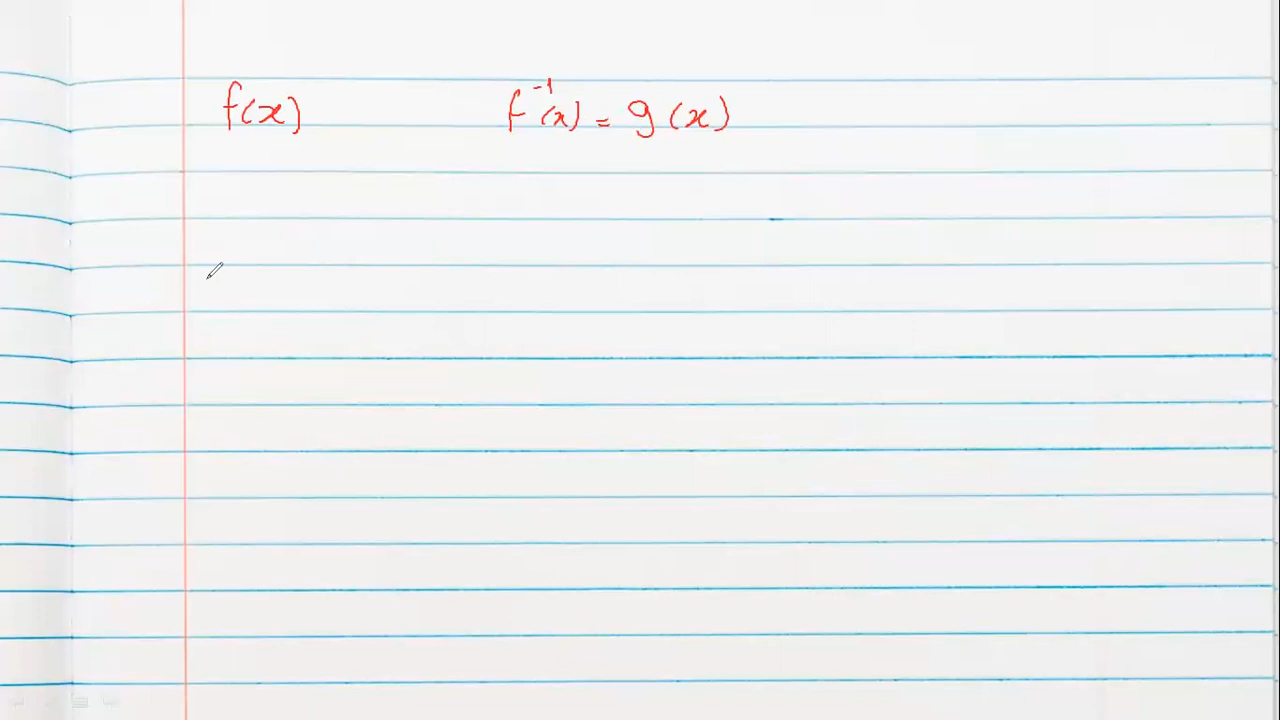 f(x) f⁻¹(x) = g(x)